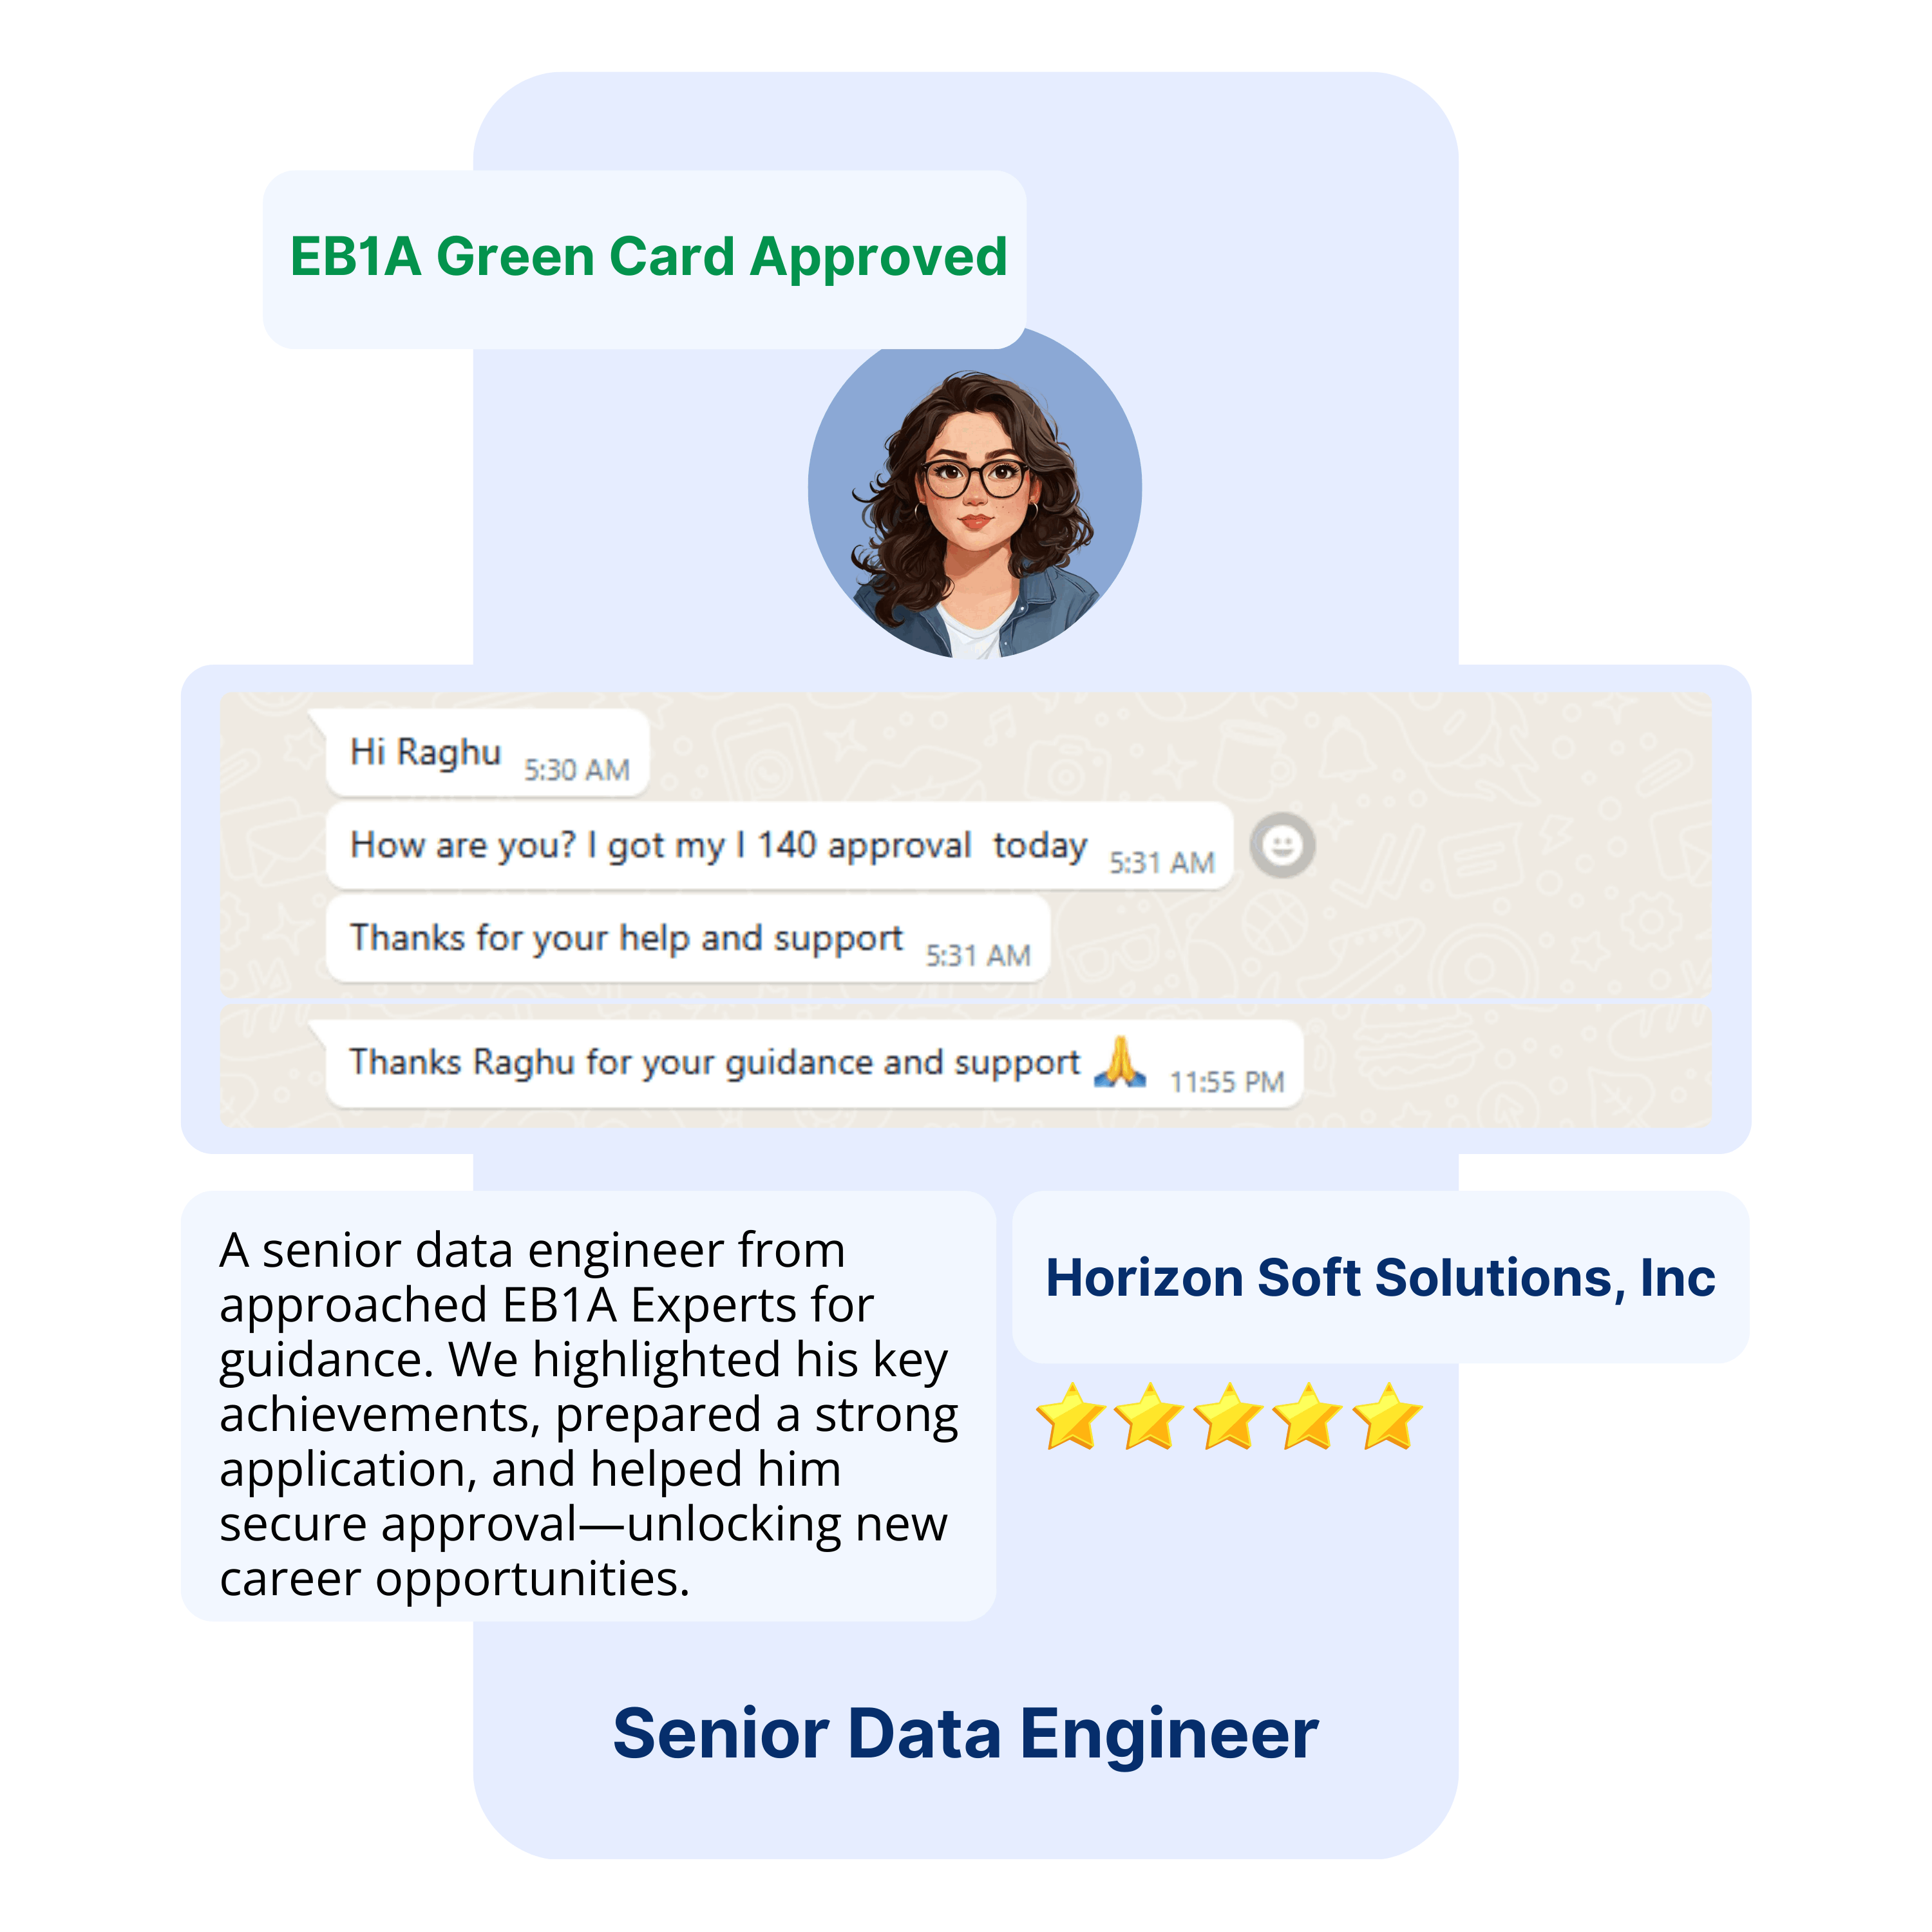 EB1A Green Card Approved
Hi Raghu 5:30 AM
How are you? I got my I 140 approval  today 5:31 AM
Thanks for your help and support 5:31 AM
Thanks Raghu for your guidance and support 🙏 11:55 PM
A senior data engineer from
approached EB1A Experts for
guidance. We highlighted his key
achievements, prepared a strong
application, and helped him
secure approval—unlocking new
career opportunities.
Horizon Soft Solutions, Inc
Senior Data Engineer